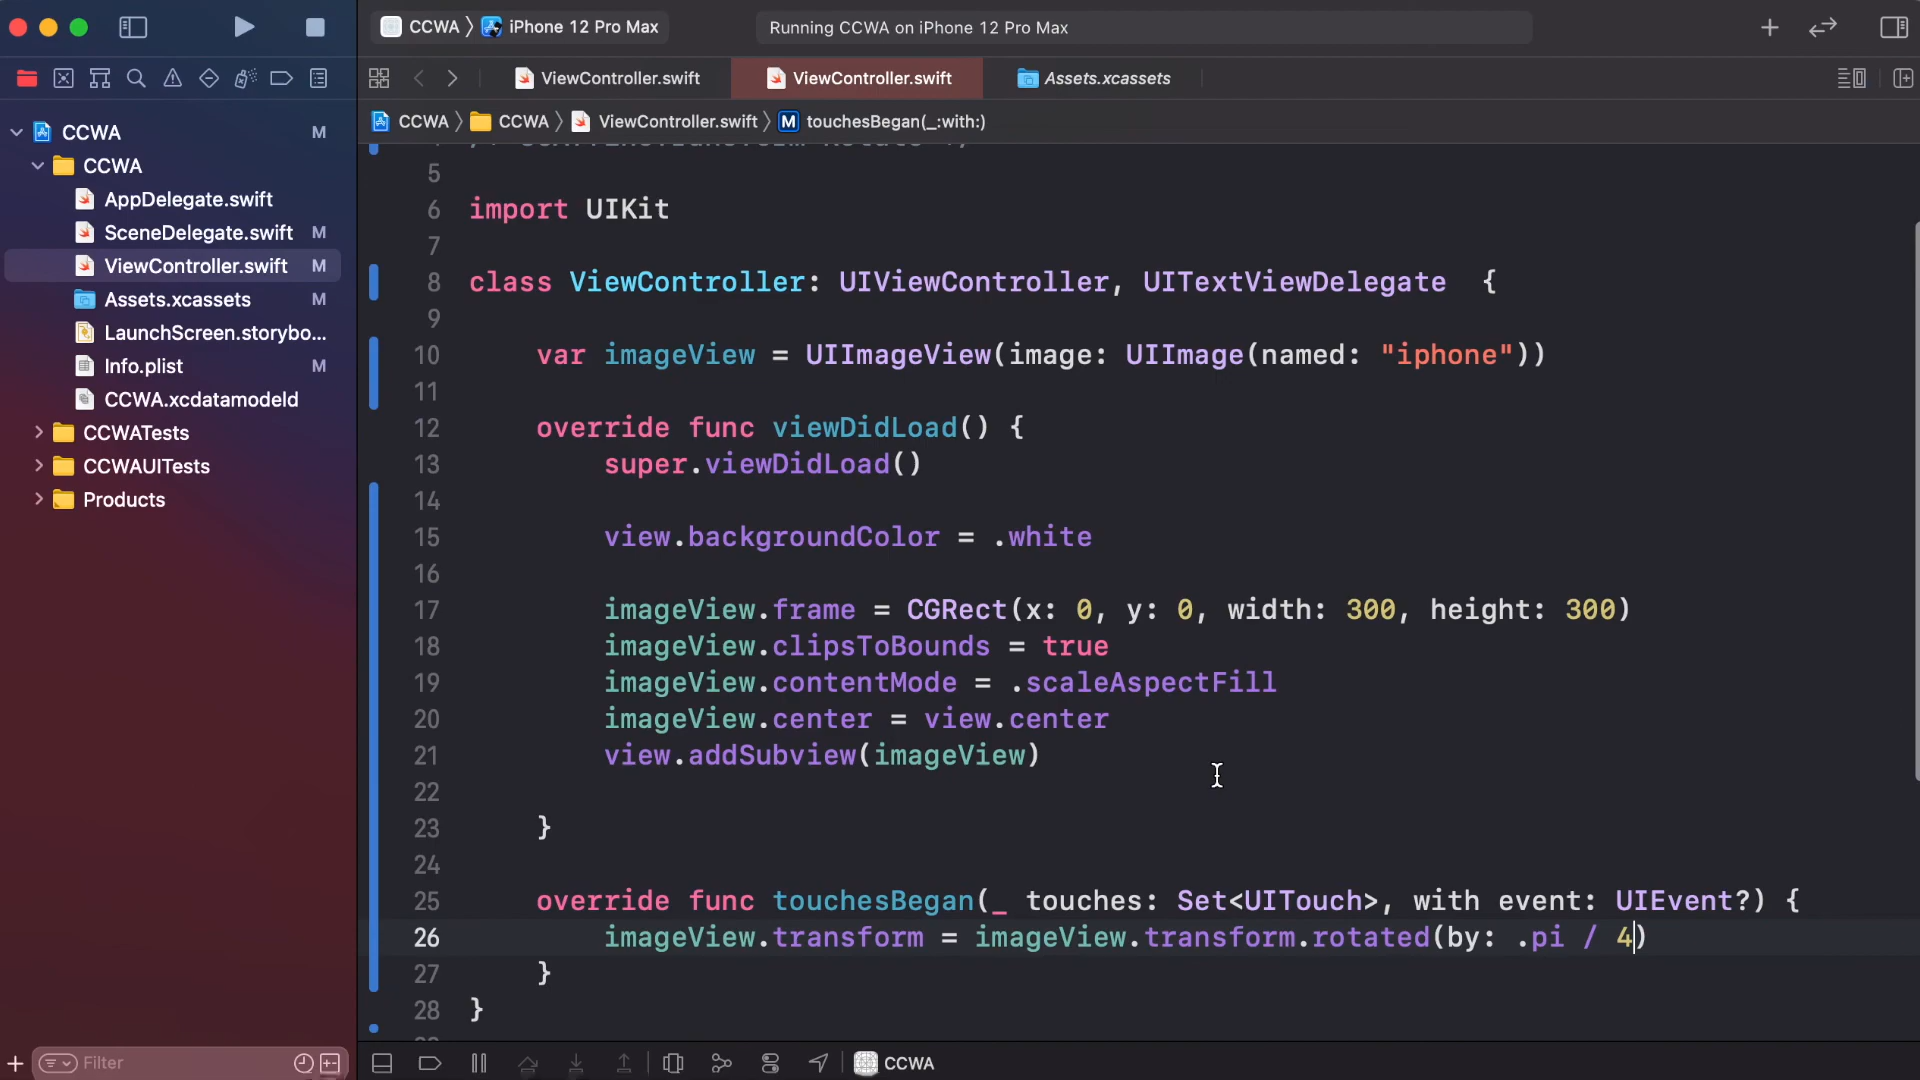 CCWA 〉 iPhone 12 Pro Max
Running CCWA on iPhone 12 Pro Max
ViewController.swift
ViewController.swift
Assets.xcassets
CCWA 〉 CCWA 〉 ViewController.swift 〉 M touchesBegan(_:with:)
CCWA M
CCWA
AppDelegate.swift
SceneDelegate.swift M
ViewController.swift M
Assets.xcassets M
LaunchScreen.storybo...
Info.plist M
CCWA.xcdatamodeld
CCWATests
CCWAUITests
Products
5
6 import UIKit
7
8 class ViewController: UIViewController, UITextViewDelegate  {
9
10 var imageView = UIImageView(image: UIImage(named: "iphone"))
11
12 override func viewDidLoad() {
13 super.viewDidLoad()
14
15 view.backgroundColor = .white
16
17 imageView.frame = CGRect(x: 0, y: 0, width: 300, height: 300)
18 imageView.clipsToBounds = true
19 imageView.contentMode = .scaleAspectFill
20 imageView.center = view.center
21 view.addSubview(imageView)
22
23 }
24
25 override func touchesBegan(_ touches: Set<UITouch>, with event: UIEvent?) {
26 imageView.transform = imageView.transform.rotated(by: .pi / 4)
27 }
28 }
Filter
CCWA